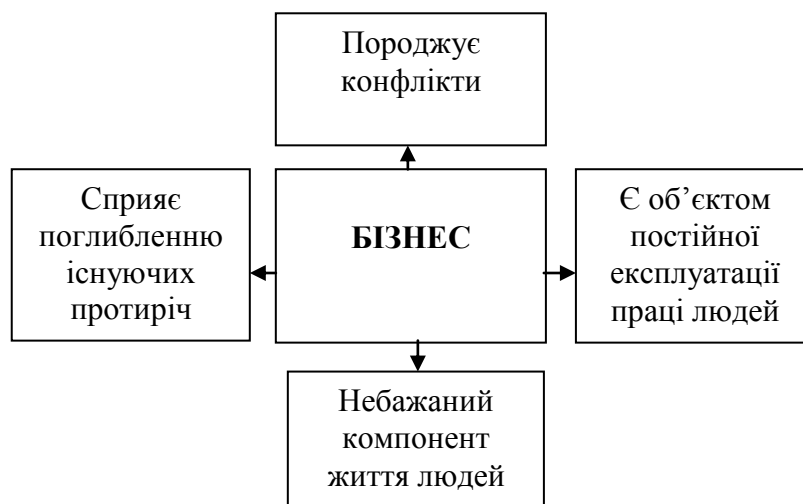 Породжує
конфлікти
Сприяє
поглибленню
існуючих
протиріч
БІЗНЕС
Є об’єктом
постійної
експлуатації
праці людей
Небажаний
компонент
життя людей